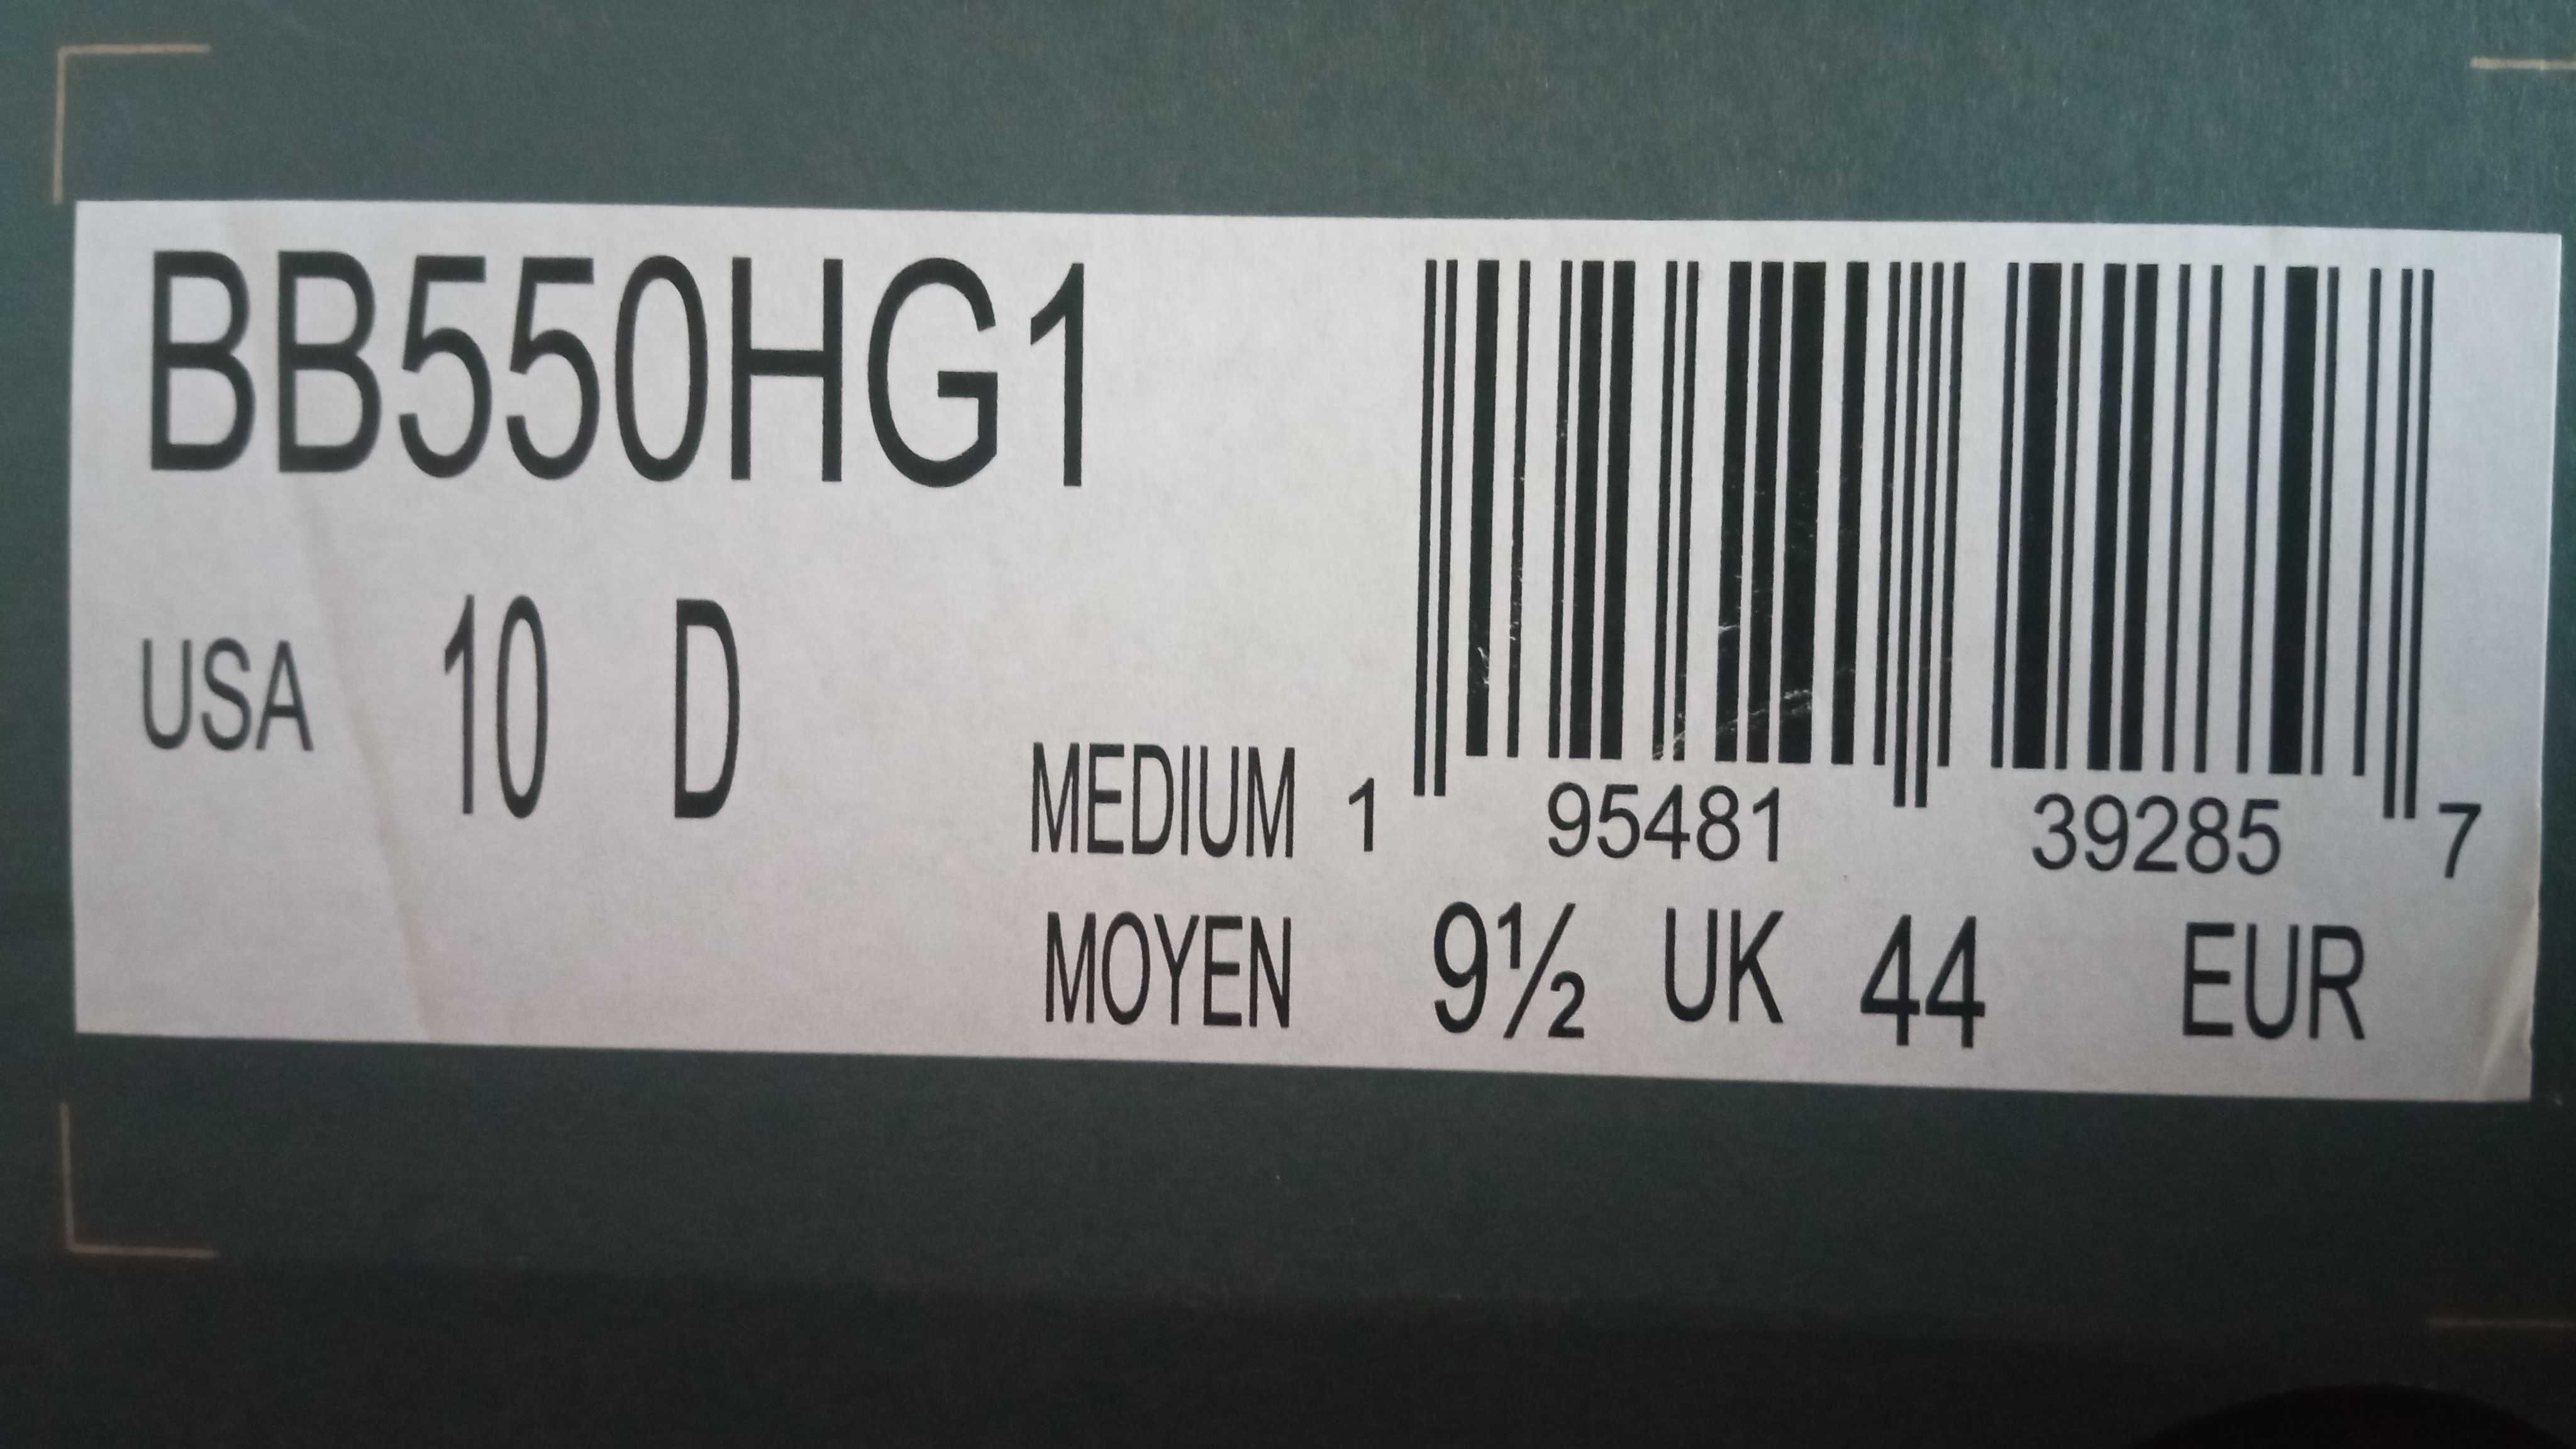 BB550HG1
USA 10 D
MEDIUM 1 95481 39285 7
MOYEN 9½ UK 44 EUR